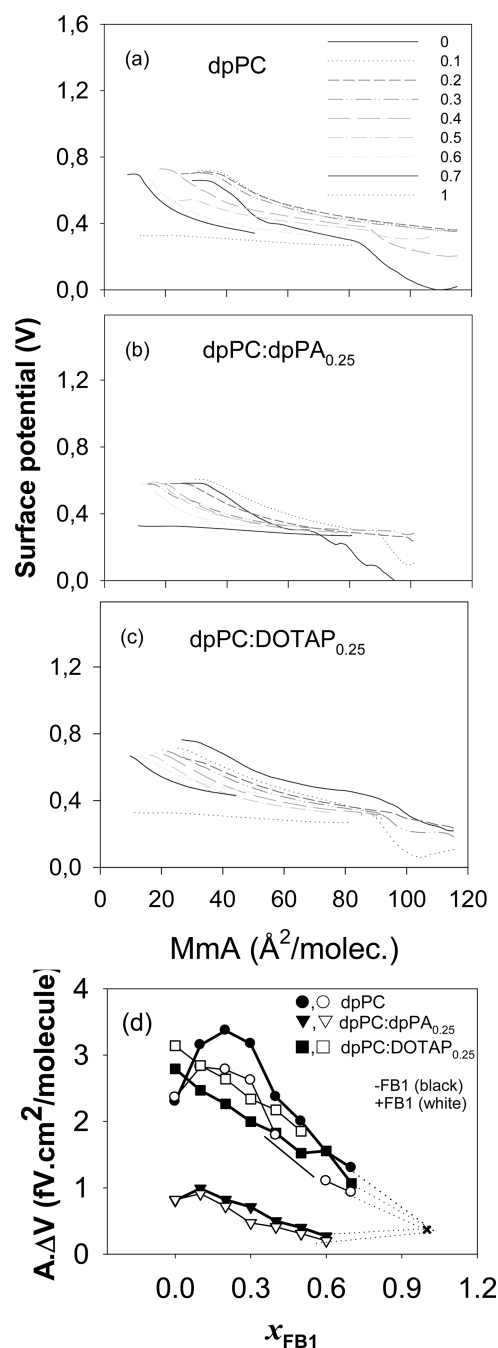 1,6
(a)
dpPC
0
0.1
0.2
0.3
0.4
0.5
0.6
0.7
1
1,2
0,8
0,4
0,0
(b)
dpPC:dpPA0.25
1,2
0,8
0,4
0,0
Surface potential (V)
(c)
dpPC:DOTAP0.25
1,2
0,8
0,4
0,0
0 20 40 60 80 100 120
MmA (Å²/molec.)
(d)
, dpPC
, dpPC:dpPA0.25
, dpPC:DOTAP0.25
-FB1 (black)
+FB1 (white)
4
3
2
1
0
A.ΔV (fV.cm²/molecule)
0.0 0.3 0.6 0.9 1.2
xFB1